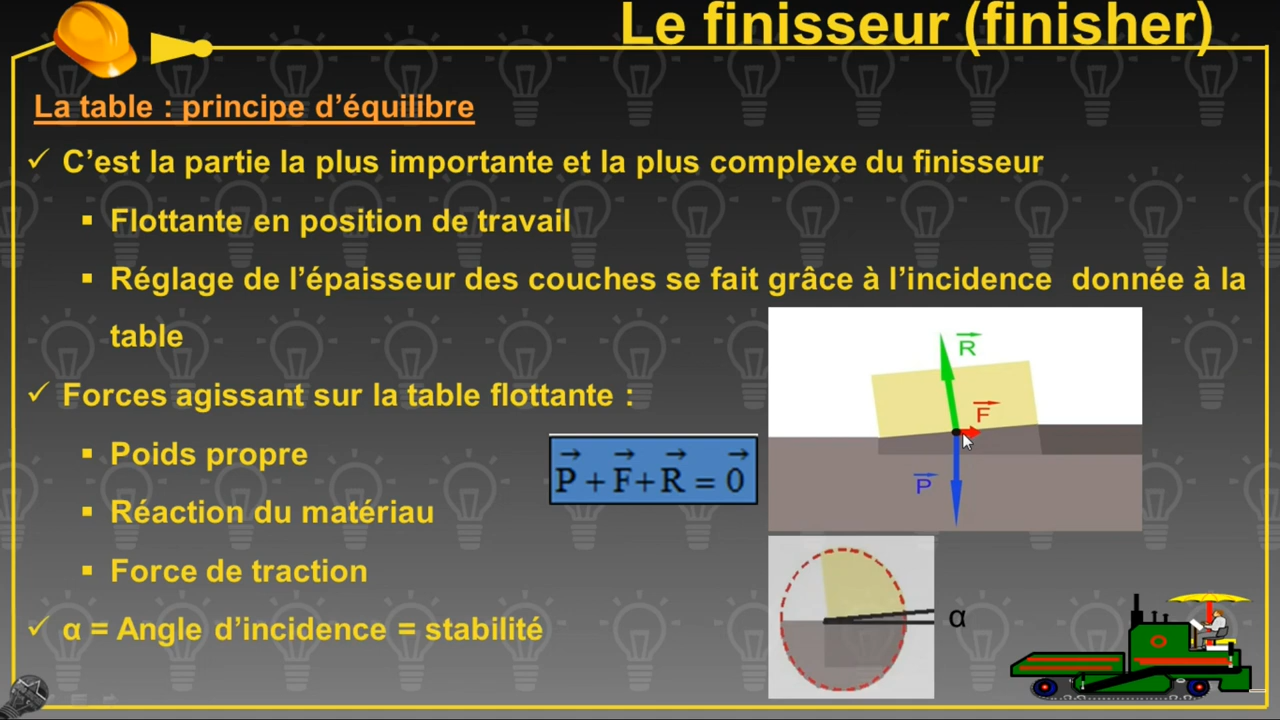 Le finisseur (finisher)
La table : principe d’équilibre
✓ C’est la partie la plus importante et la plus complexe du finisseur
▪ Flottante en position de travail
▪ Réglage de l’épaisseur des couches se fait grâce à l’incidence donnée à la
table
✓ Forces agissant sur la table flottante :
▪ Poids propre
▪ Réaction du matériau
▪ Force de traction
✓ α = Angle d’incidence = stabilité
P + F + R = 0
R
F
P
α